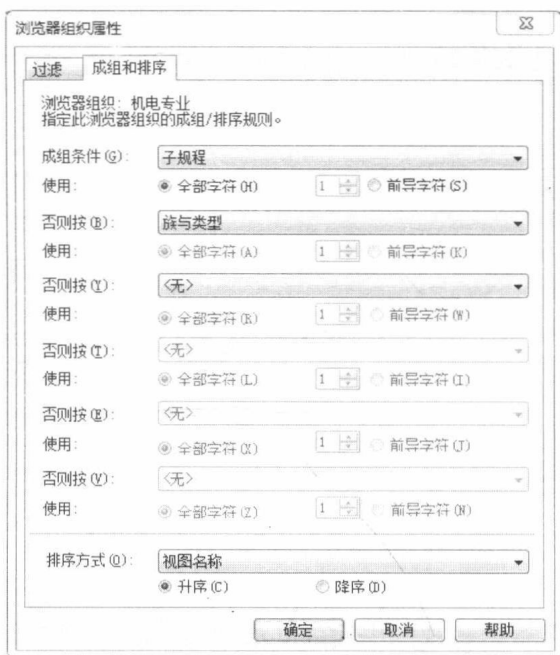 浏览器组织属性
过滤 成组和排序
浏览器组织: 机电专业
指定此浏览器组织的成组/排序规则。
成组条件(G): 子规程
使用: 全部字符(H) 1 前导字符(S)
否则按(B): 族与类型
使用: 全部字符(A) 1 前导字符(K)
否则按(Y): <无>
使用: 全部字符(R) 1 前导字符(W)
否则按(T): <无>
使用: 全部字符(L) 1 前导字符(I)
否则按(E): <无>
使用: 全部字符(X) 1 前导字符(J)
否则按(V): <无>
使用: 全部字符(Z) 1 前导字符(N)
排序方式(O): 视图名称
升序(C) 降序(D)
确定 取消 帮助